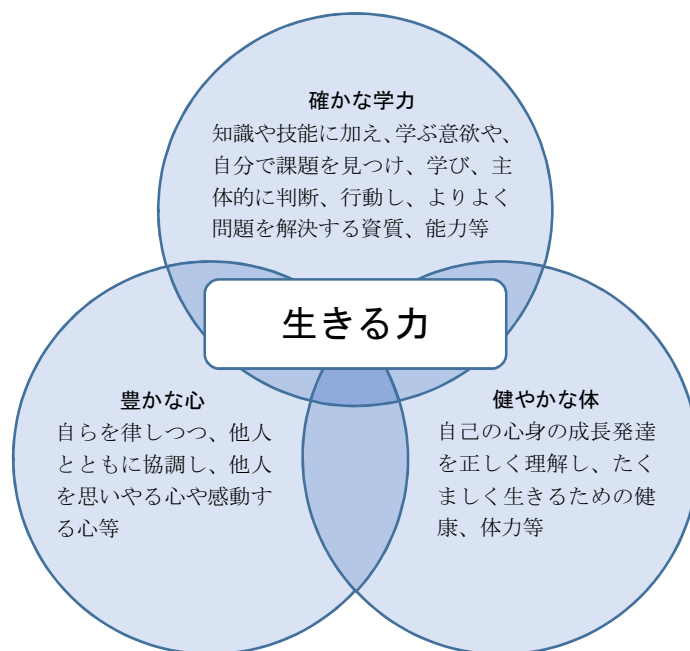 確かな学力
知識や技能に加え、学ぶ意欲や、
自分で課題を見つけ、学び、主
体的に判断、行動し、よりよく
問題を解決する資質、能力等
生きる力
豊かな心
自らを律しつつ、他人
とともに協調し、他人
を思いやる心や感動す
る心等
健やかな体
自己の心身の成長発達
を正しく理解し、たく
ましく生きるための健
康、体力等